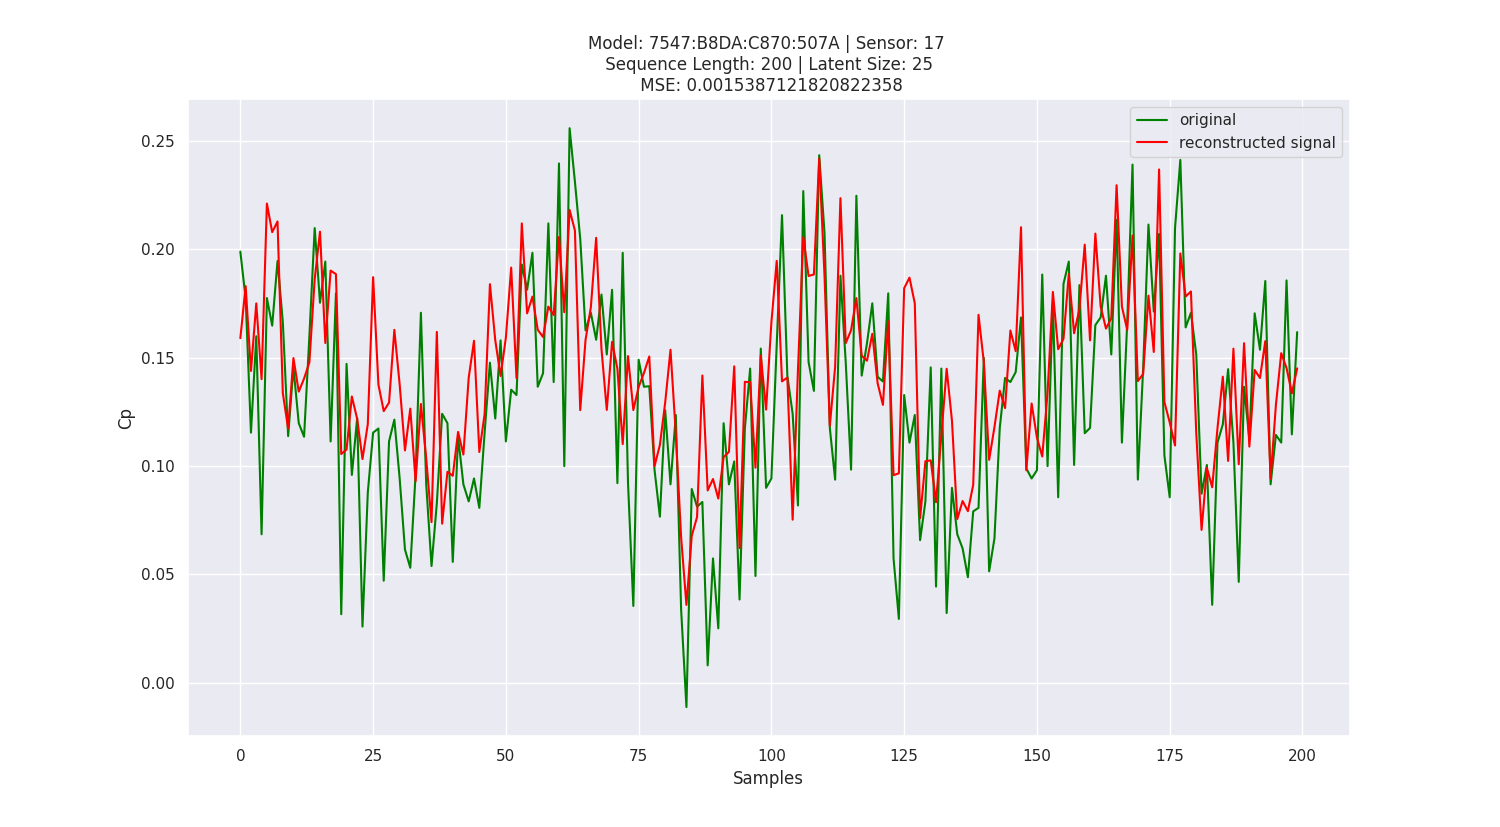 Model: 7547:B8DA:C870:507A | Sensor: 17
Sequence Length: 200 | Latent Size: 25
MSE: 0.0015387121820822358
original
reconstructed signal
0.25
0.20
0.15
0.10
0.05
0.00
Cp
0 25 50 75 100 125 150 175 200
Samples